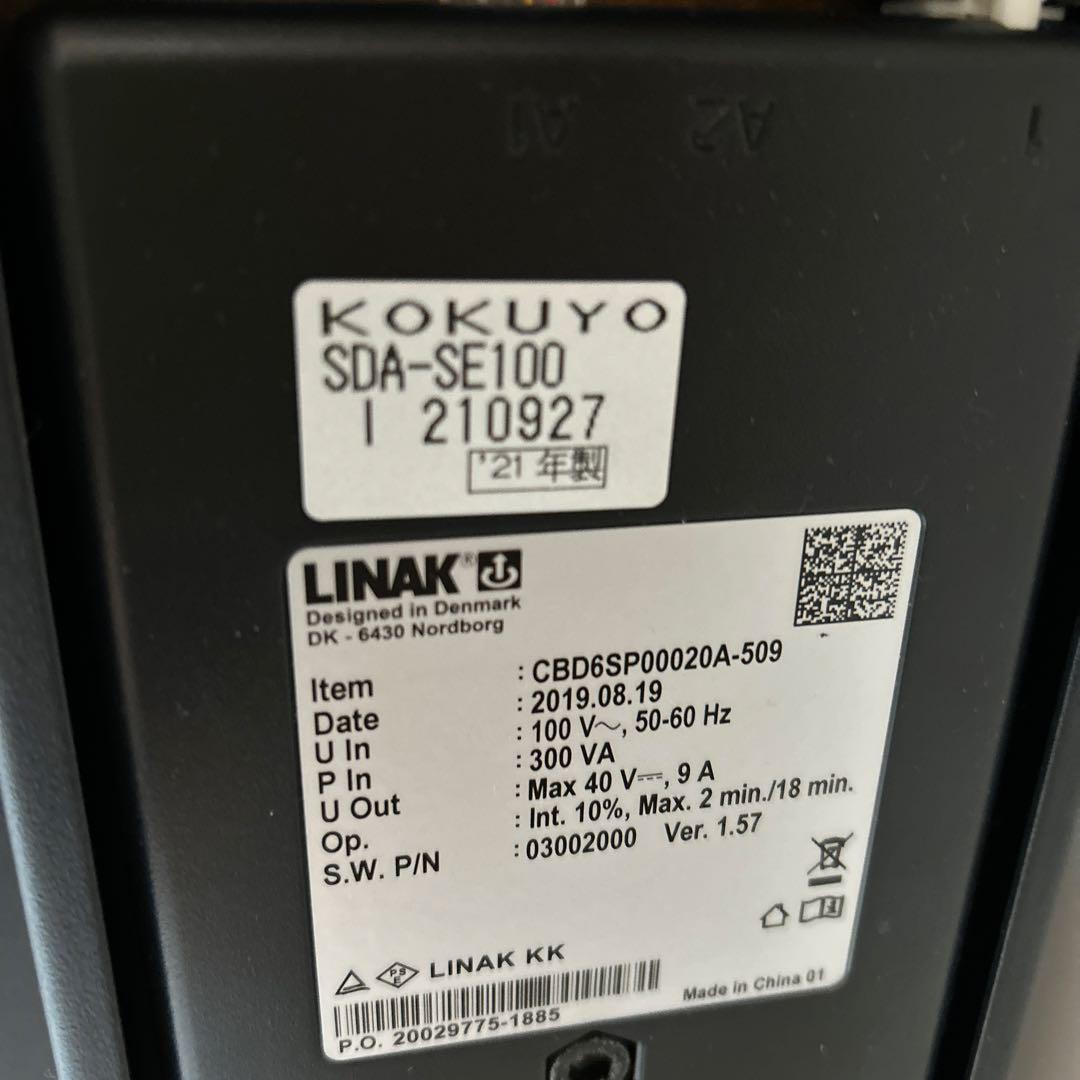 A1 A2 1
KOKUYO
SDA-SE100
I 210927
'21 年製
LINAK®
Designed in Denmark
DK - 6430 Nordborg
Item : CBD6SP00020A-509
Date : 2019.08.19
U In : 100 V~, 50-60 Hz
P In : 300 VA
U Out : Max 40 V⎓, 9 A
Op. : Int. 10%, Max. 2 min./18 min.
S.W. P/N : 03002000 Ver. 1.57
PSE LINAK KK
Made in China 01
P.O. 20029775-1885